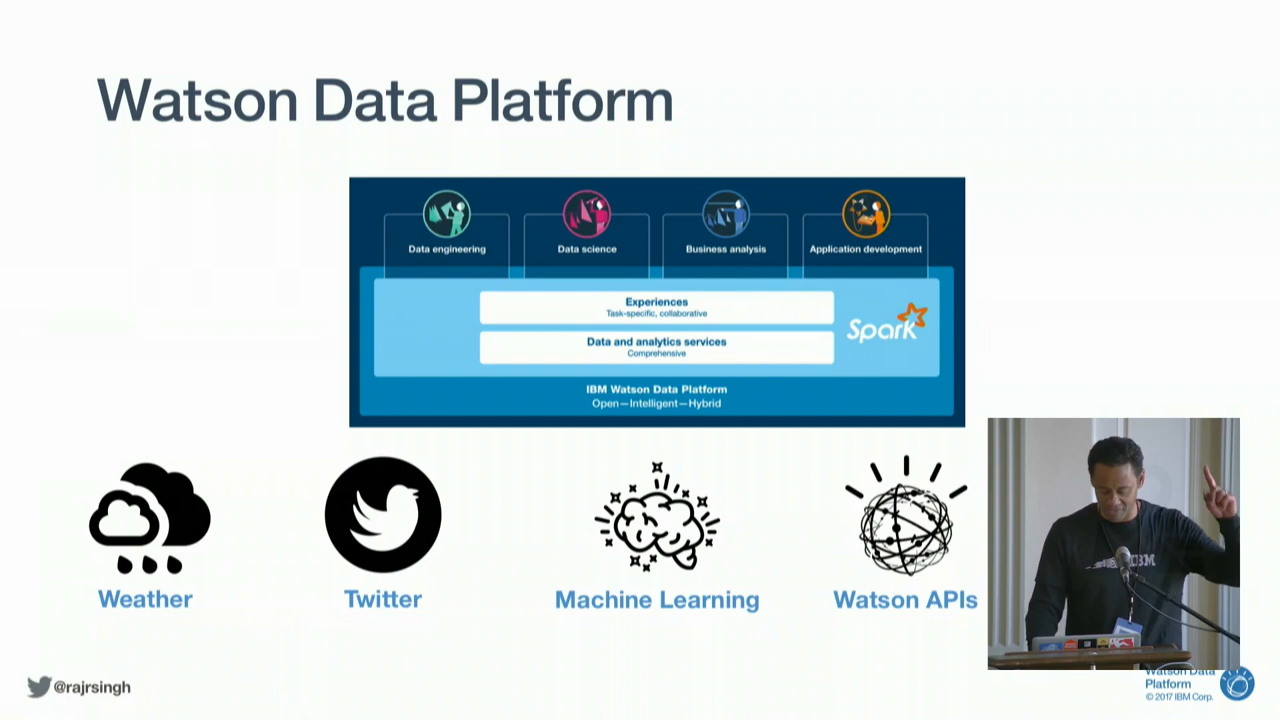 Watson Data Platform
Data engineering
Data science
Business analysis
Application development
Experiences
Task-specific, collaborative
Spark
Data and analytics services
Comprehensive
IBM Watson Data Platform
Open—Intelligent—Hybrid
Weather
Twitter
Machine Learning
Watson APIs
IBM
@rajrsingh
Watson Data
Platform
© 2017 IBM Corp.